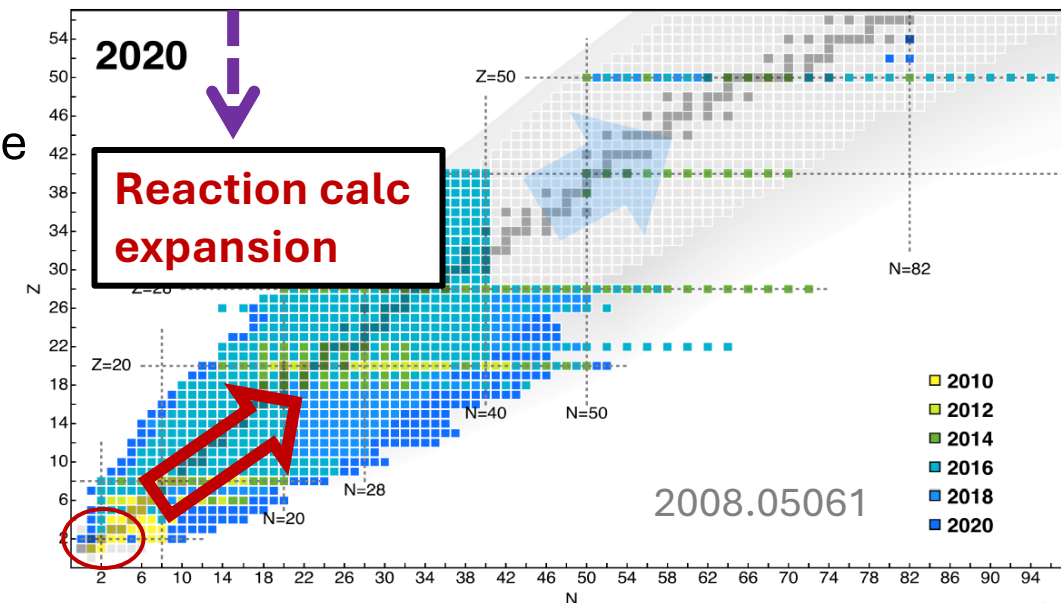 2020
e
Reaction calc
expansion
Z=50
Z=28
Z=20
N=82
N=40
N=50
N=28
N=20
54
50
46
42
38
34
30
26
22
18
14
10
6
2
Z
2010
2012
2014
2016
2018
2020
2008.05061
2 6 10 14 18 22 26 30 34 38 42 46 50 54 58 62 66 70 74 78 82 86 90 94
N